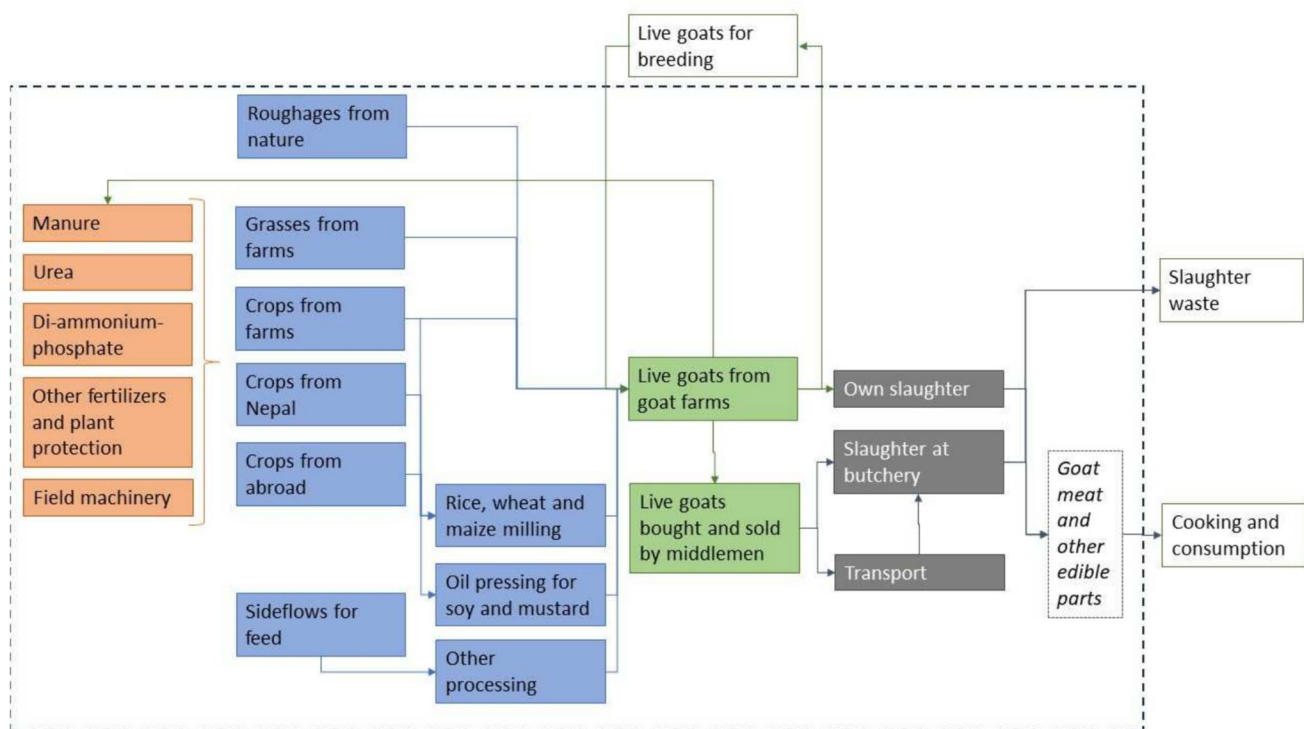 Live goats for
breeding
Roughages from
nature
Manure
Urea
Di-ammonium-
phosphate
Other fertilizers
and plant
protection
Field machinery
Grasses from
farms
Crops from
farms
Crops from
Nepal
Crops from
abroad
Sideflows for
feed
Rice, wheat and
maize milling
Oil pressing for
soy and mustard
Other
processing
Live goats from
goat farms
Live goats
bought and sold
by middlemen
Own slaughter
Slaughter at
butchery
Transport
Goat
meat
and
other
edible
parts
Slaughter
waste
Cooking and
consumption